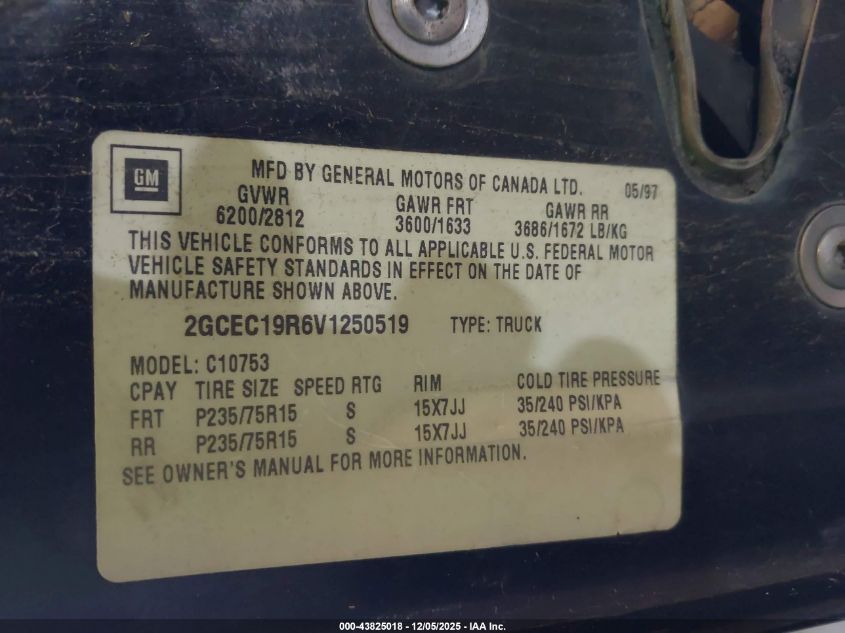 GM
MFD BY GENERAL MOTORS OF CANADA LTD. 05/97
GVWR GAWR FRT GAWR RR
6200/2812 3600/1633 3686/1672 LB/KG
THIS VEHICLE CONFORMS TO ALL APPLICABLE U.S. FEDERAL MOTOR
VEHICLE SAFETY STANDARDS IN EFFECT ON THE DATE OF
MANUFACTURE SHOWN ABOVE.
2GCEC19R6V1250519 TYPE: TRUCK
MODEL: C10753
CPAY TIRE SIZE SPEED RTG RIM COLD TIRE PRESSURE
FRT P235/75R15 S 15X7JJ 35/240 PSI/KPA
RR P235/75R15 S 15X7JJ 35/240 PSI/KPA
SEE OWNER'S MANUAL FOR MORE INFORMATION.
000-43825018 - 12/05/2025 - IAA Inc.